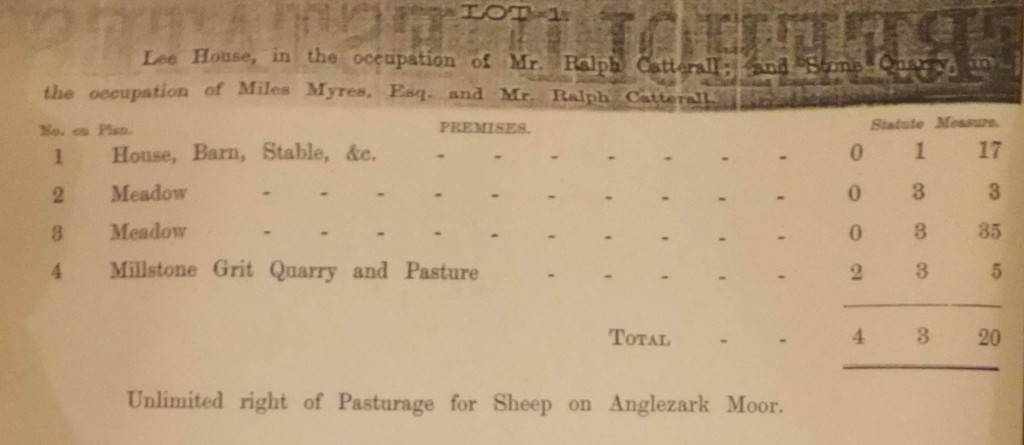 LOT 1.
Lee House, in the occupation of Mr. Ralph Catterall; and Stone Quarry, in
the occupation of Miles Myres, Esq. and Mr. Ralph Catterall.
No. on Plan. PREMISES. Statute Measure.
1 House, Barn, Stable, &c. - - - - - - - 0 1 17
2 Meadow - - - - - - - - - - 0 3 3
3 Meadow - - - - - - - - - - 0 3 35
4 Millstone Grit Quarry and Pasture - - - - - 2 3 5
TOTAL - - 4 3 20
Unlimited right of Pasturage for Sheep on Anglezark Moor.